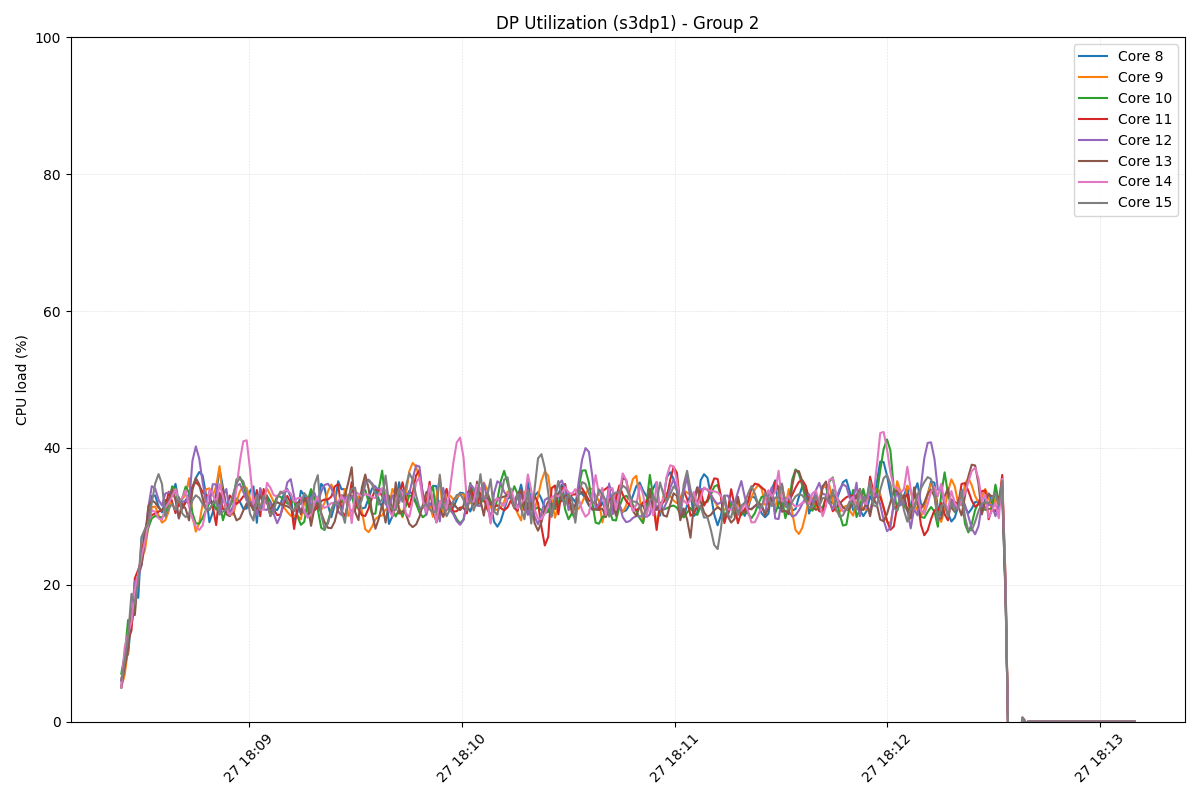 DP Utilization (s3dp1) - Group 2
CPU load (%)
100
80
60
40
20
0
Core 8
Core 9
Core 10
Core 11
Core 12
Core 13
Core 14
Core 15
27 18:09
27 18:10
27 18:11
27 18:12
27 18:13